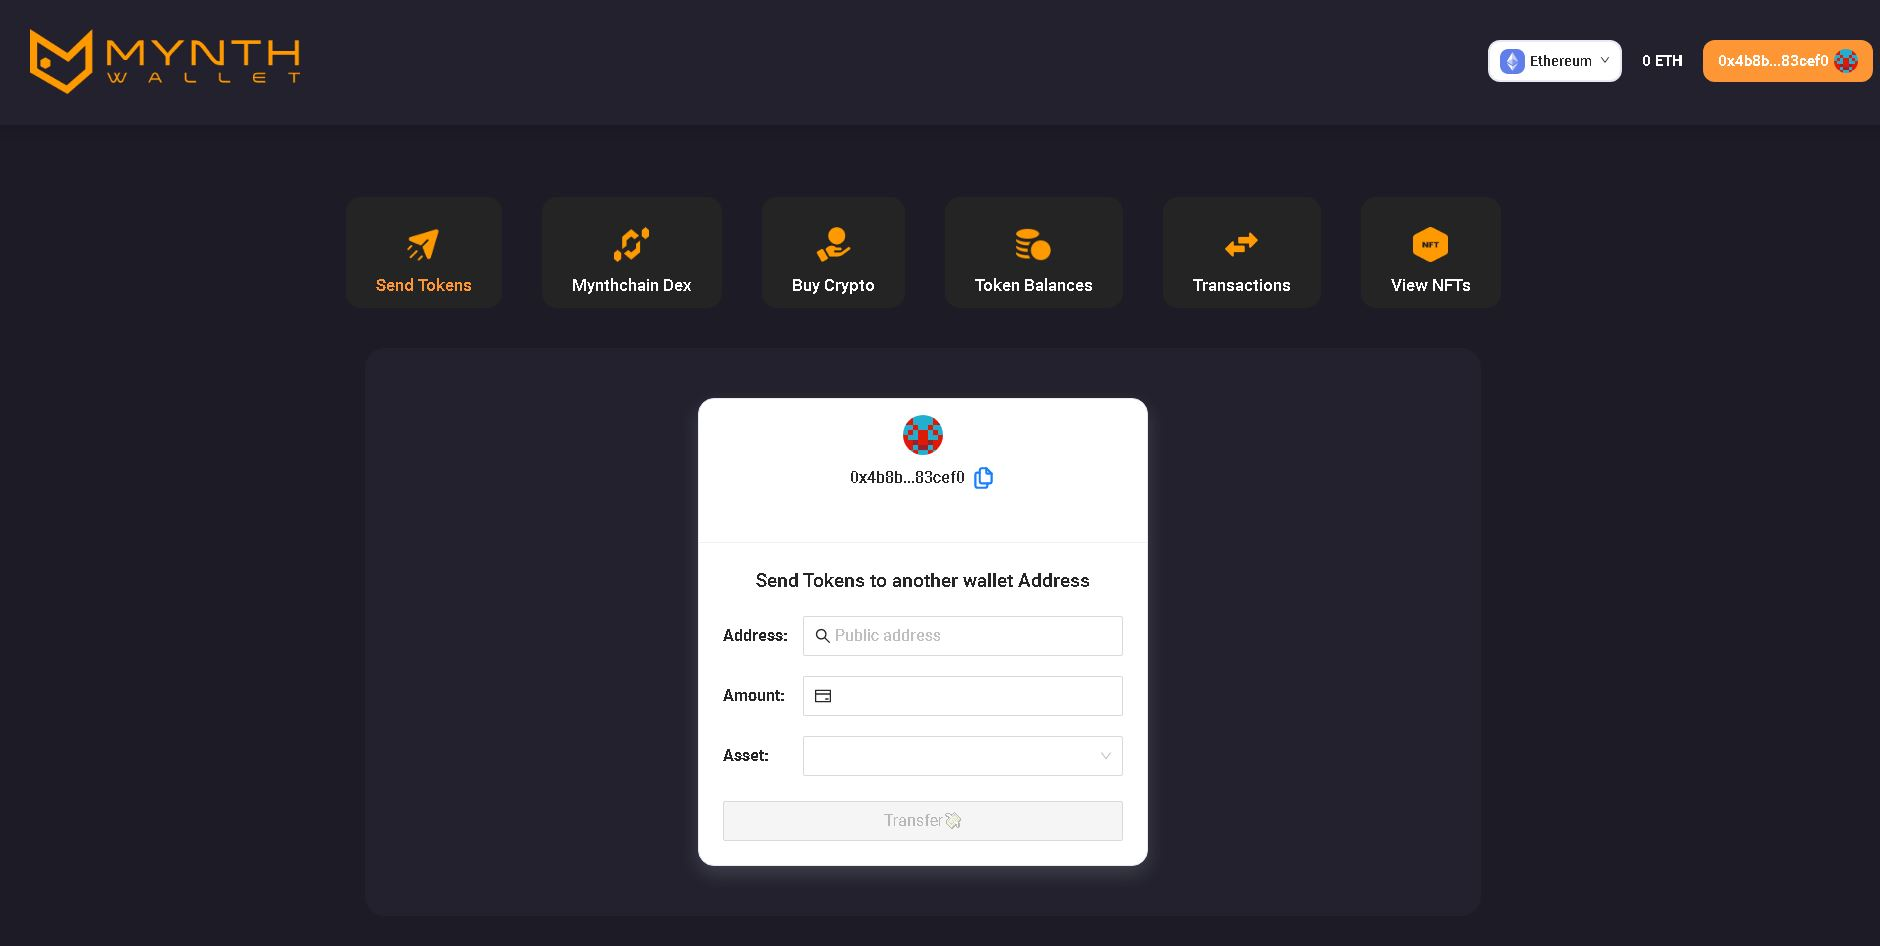 MYNTH
WALLET
Ethereum
0 ETH
0x4b8b...83cef0
Send Tokens
Mynthchain Dex
Buy Crypto
Token Balances
Transactions
NFT
View NFTs
0x4b8b...83cef0
Send Tokens to another wallet Address
Address:
Public address
Amount:
Asset:
Transfer💸